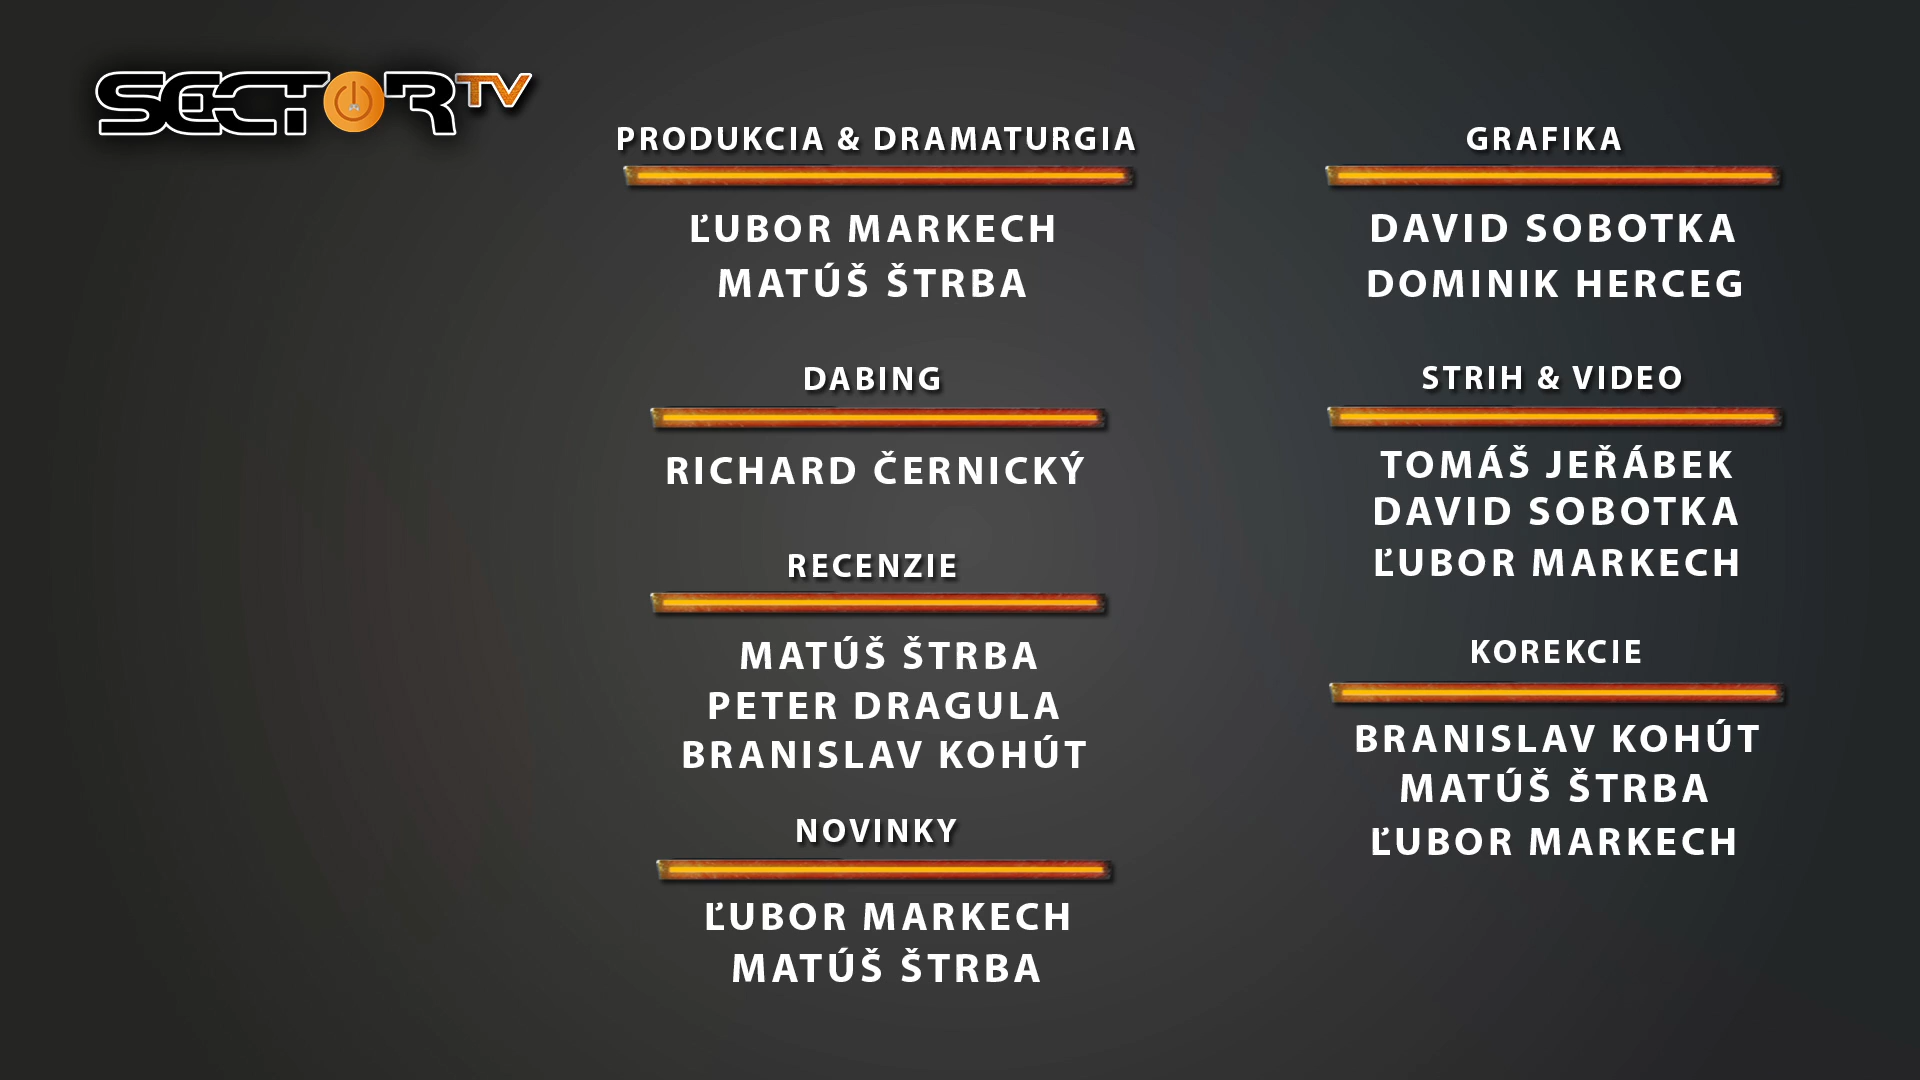 SECTOR TV
PRODUKCIA & DRAMATURGIA
ĽUBOR MARKECH
MATÚŠ ŠTRBA
DABING
RICHARD ČERNICKÝ
RECENZIE
MATÚŠ ŠTRBA
PETER DRAGULA
BRANISLAV KOHÚT
NOVINKY
ĽUBOR MARKECH
MATÚŠ ŠTRBA
GRAFIKA
DAVID SOBOTKA
DOMINIK HERCEG
STRIH & VIDEO
TOMÁŠ JEŘÁBEK
DAVID SOBOTKA
ĽUBOR MARKECH
KOREKCIE
BRANISLAV KOHÚT
MATÚŠ ŠTRBA
ĽUBOR MARKECH